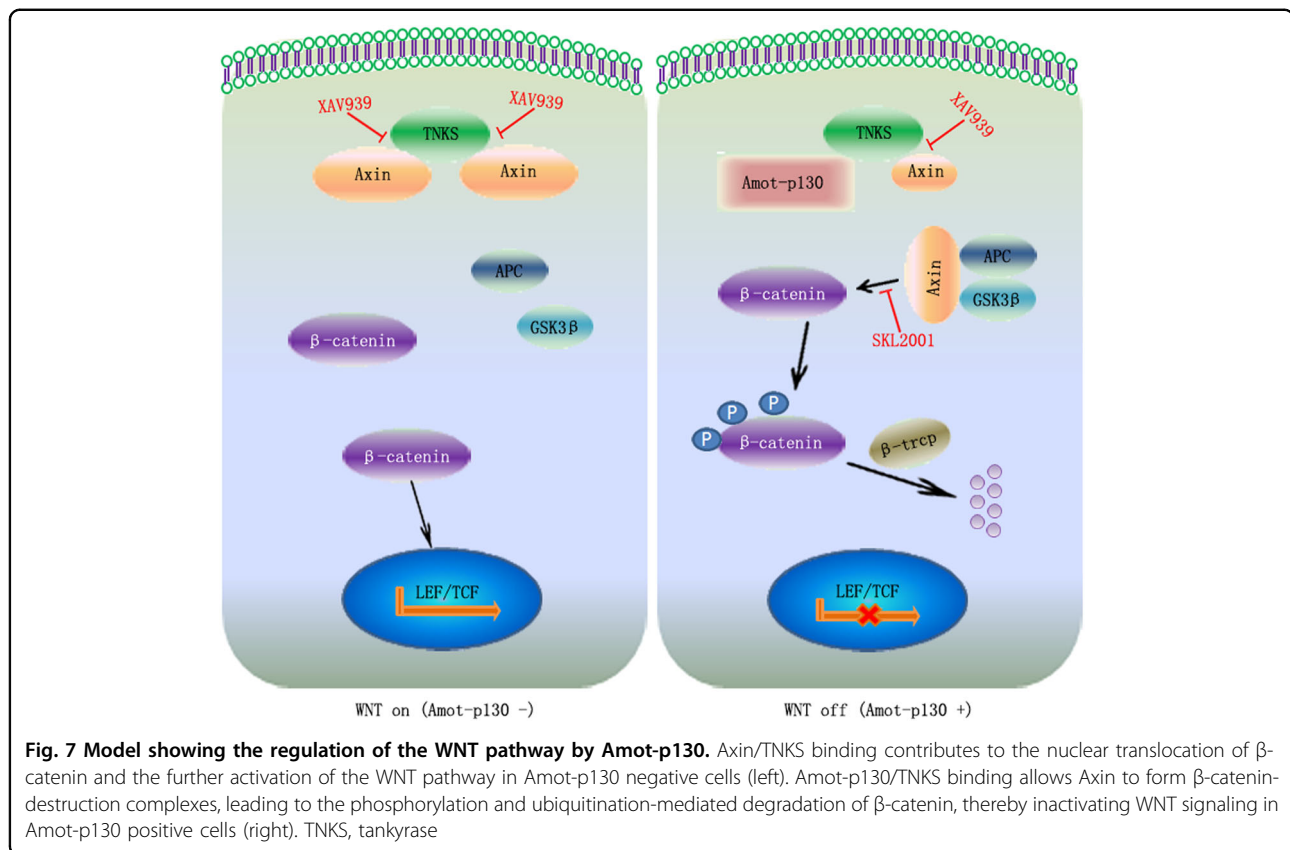 XAV939
XAV939
TNKS
Axin
Axin
APC
GSK3β
β-catenin
β-catenin
LEF/TCF
WNT on (Amot-p130 -)
XAV939
TNKS
Axin
Amot-p130
Axin
APC
GSK3β
β-catenin
SKL2001
P
P
P
β-catenin
β-trcp
LEF/TCF
WNT off (Amot-p130 +)
Fig. 7 Model showing the regulation of the WNT pathway by Amot-p130. Axin/TNKS binding contributes to the nuclear translocation of β-
catenin and the further activation of the WNT pathway in Amot-p130 negative cells (left). Amot-p130/TNKS binding allows Axin to form β-catenin-
destruction complexes, leading to the phosphorylation and ubiquitination-mediated degradation of β-catenin, thereby inactivating WNT signaling in
Amot-p130 positive cells (right). TNKS, tankyrase